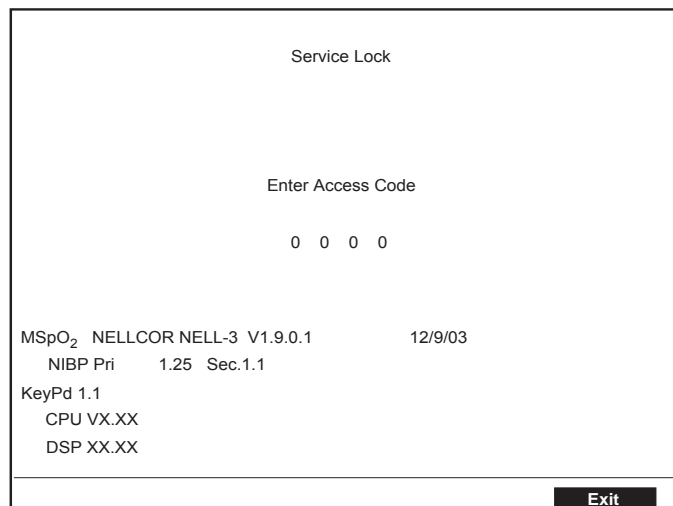 Service Lock
Enter Access Code
0 0 0 0
MSpO₂ NELLCOR NELL-3 V1.9.0.1 12/9/03
NIBP Pri 1.25 Sec.1.1
KeyPd 1.1
CPU VX.XX
DSP XX.XX
Exit